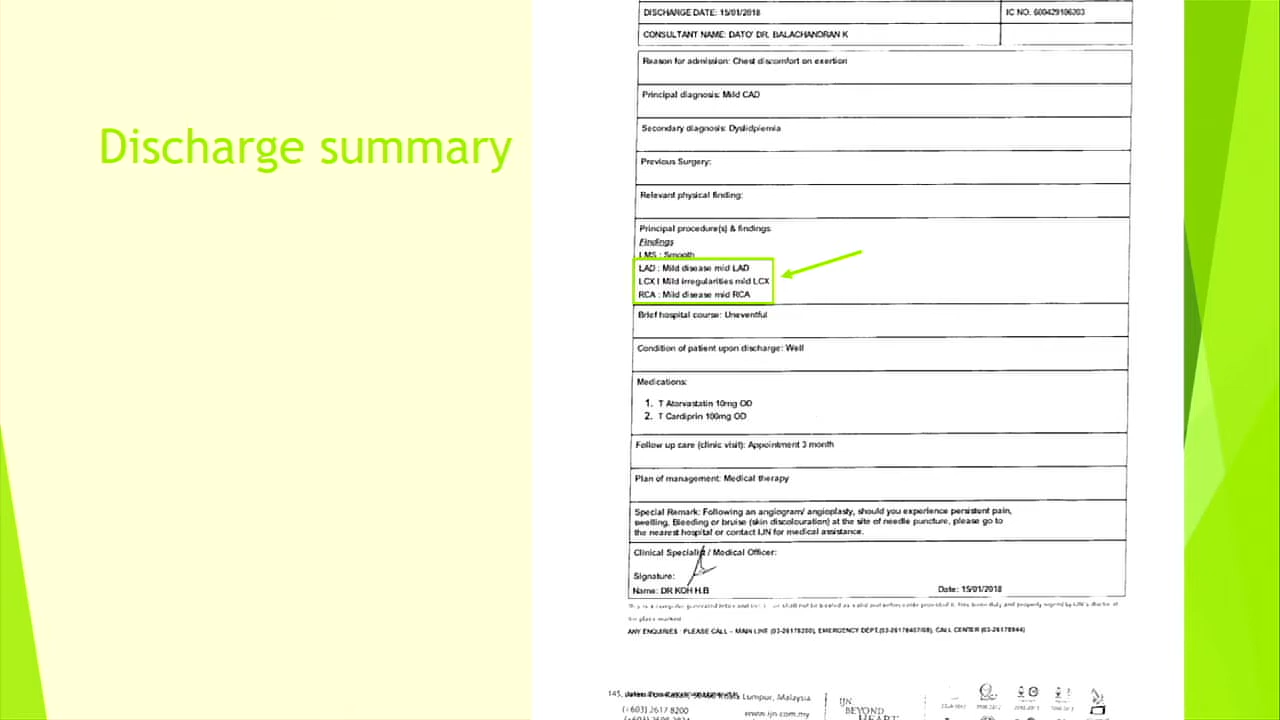 Discharge summary
DISCHARGE DATE: 15/01/2018
IC NO. 600429106203
CONSULTANT NAME: DATO' DR. BALACHANDRAN K
Reason for admission: Chest discomfort on exertion
Principal diagnosis: Mild CAD
Secondary diagnosis: Dyslidpiemia
Previous Surgery:
Relevant physical finding:
Principal procedure(s) & findings
Findings
LMS : Smooth
LAD : Mild disease mid LAD
LCX : Mild irregularities mid LCX
RCA : Mild disease mid RCA
Brief hospital course: Uneventful
Condition of patient upon discharge: Well
Medications:
1. T Atorvastatin 10mg OD
2. T Cardiprin 100mg OD
Follow up care (clinic visit): Appointment 3 month
Plan of management: Medical therapy
Special Remark: Following an angiogram/ angioplasty, should you experience persistent pain,
swelling. Bleeding or bruise (skin discolouration) at the site of needle puncture, please go to
the nearest hospital or contact IJN for medical assistance.
Clinical Specialist / Medical Officer:
Signature:
Name: DR KOH H.B
Date: 15/01/2018
ANY ENQUIRIES : PLEASE CALL – MAIN LINE (03-26178200), EMERGENCY DEPT.(03-26178407/08), CALL CENTER (03-26178944)
145, Kuala Lumpur, Malaysia
(+603) 2617 8200
www.ijn.com.my
IJN
BEYOND
HEART